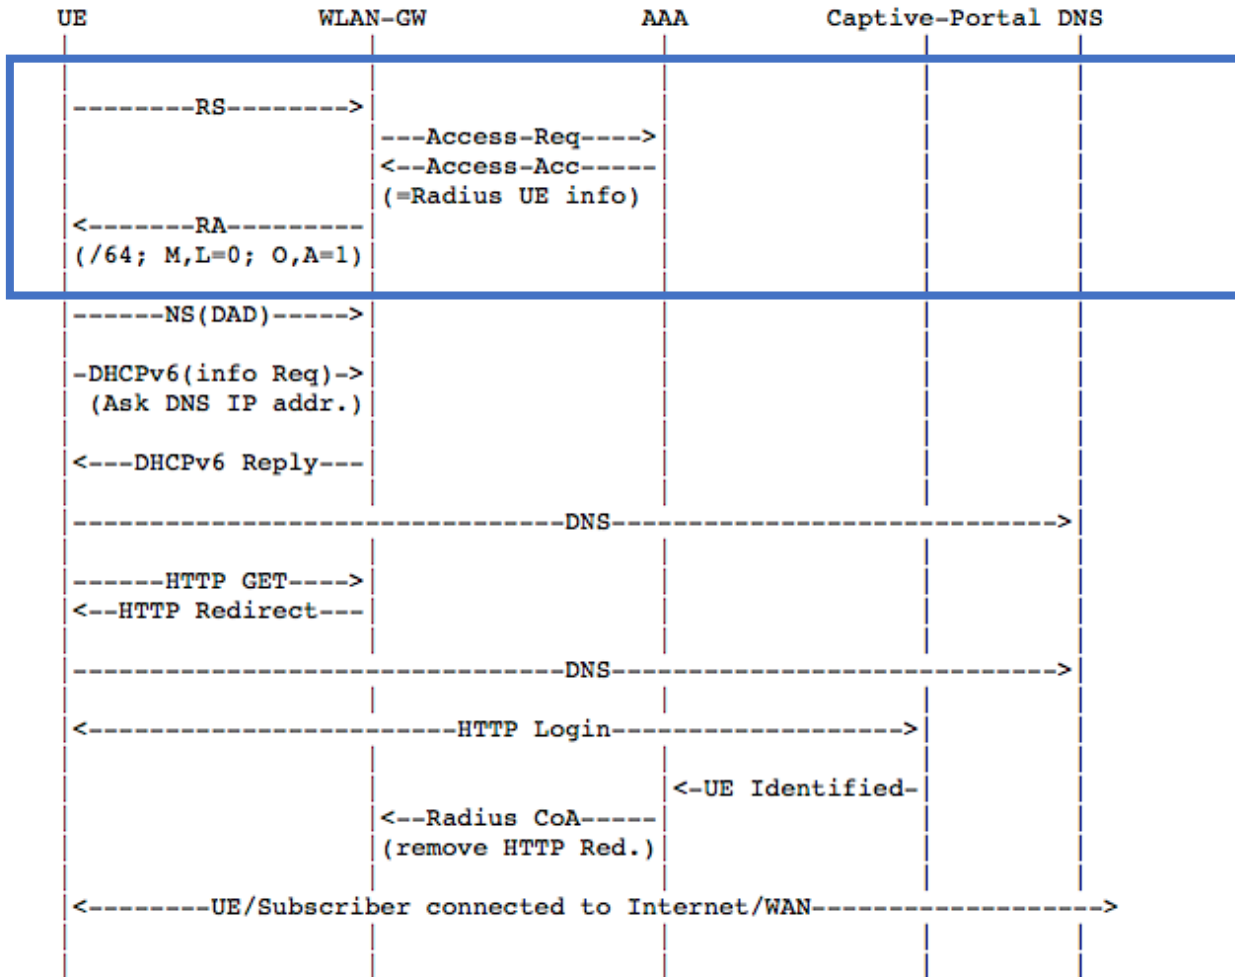 UE WLAN-GW AAA Captive-Portal DNS
--------RS-------->
---Access-Req---->
<--Access-Acc-----
(=Radius UE info)
<-------RA---------
(/64; M,L=0; O,A=1)
------NS(DAD)----->
-DHCPv6(info Req)->
(Ask DNS IP addr.)
<---DHCPv6 Reply---
--------------------------------DNS----------------------------->
------HTTP GET---->
<--HTTP Redirect---
--------------------------------DNS----------------------------->
<------------------------HTTP Login------------------->
<-UE Identified-
<--Radius CoA-----
(remove HTTP Red.)
<--------UE/Subscriber connected to Internet/WAN------------------->